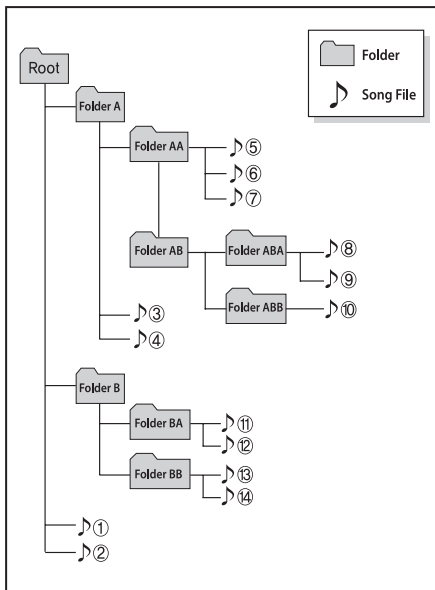 Root
Folder
Song File
Folder A
Folder AA
⑤
⑥
⑦
Folder AB
Folder ABA
⑧
⑨
Folder ABB
⑩
③
④
Folder B
Folder BA
⑪
⑫
Folder BB
⑬
⑭
①
②